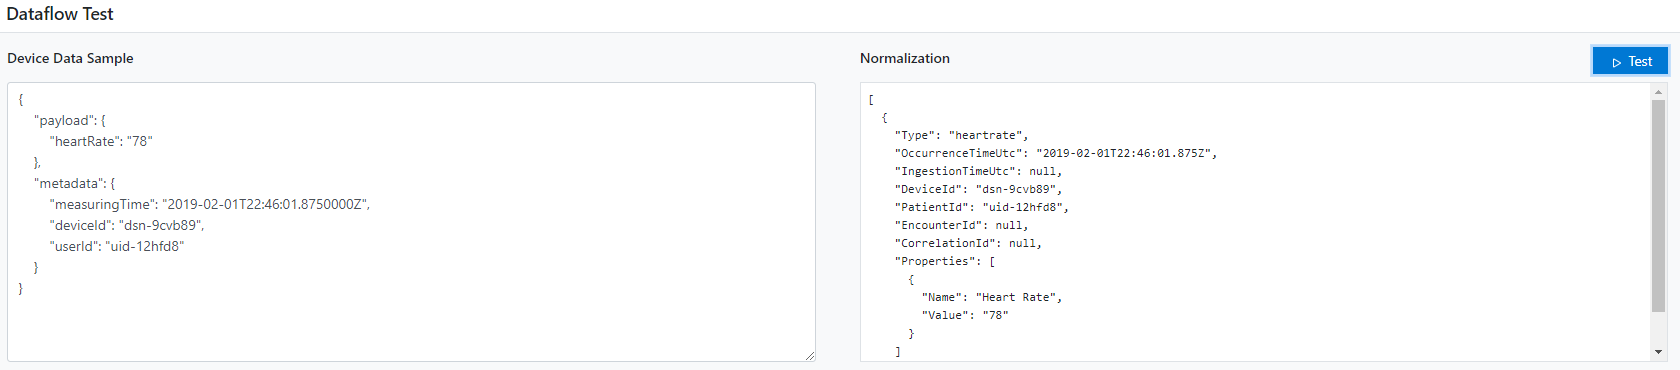 Dataflow Test
Device Data Sample
{
"payload": {
"heartRate": "78"
},
"metadata": {
"measuringTime": "2019-02-01T22:46:01.8750000Z",
"deviceId": "dsn-9cvb89",
"userId": "uid-12hfd8"
}
}
Normalization
Test
[
{
"Type": "heartrate",
"OccurrenceTimeUtc": "2019-02-01T22:46:01.875Z",
"IngestionTimeUtc": null,
"DeviceId": "dsn-9cvb89",
"PatientId": "uid-12hfd8",
"EncounterId": null,
"CorrelationId": null,
"Properties": [
{
"Name": "Heart Rate",
"Value": "78"
}
]